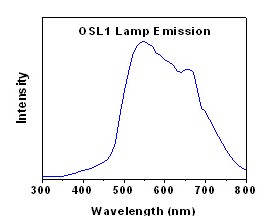 OSL1 Lamp Emission
Intensity
300 400 500 600 700 800
Wavelength (nm)